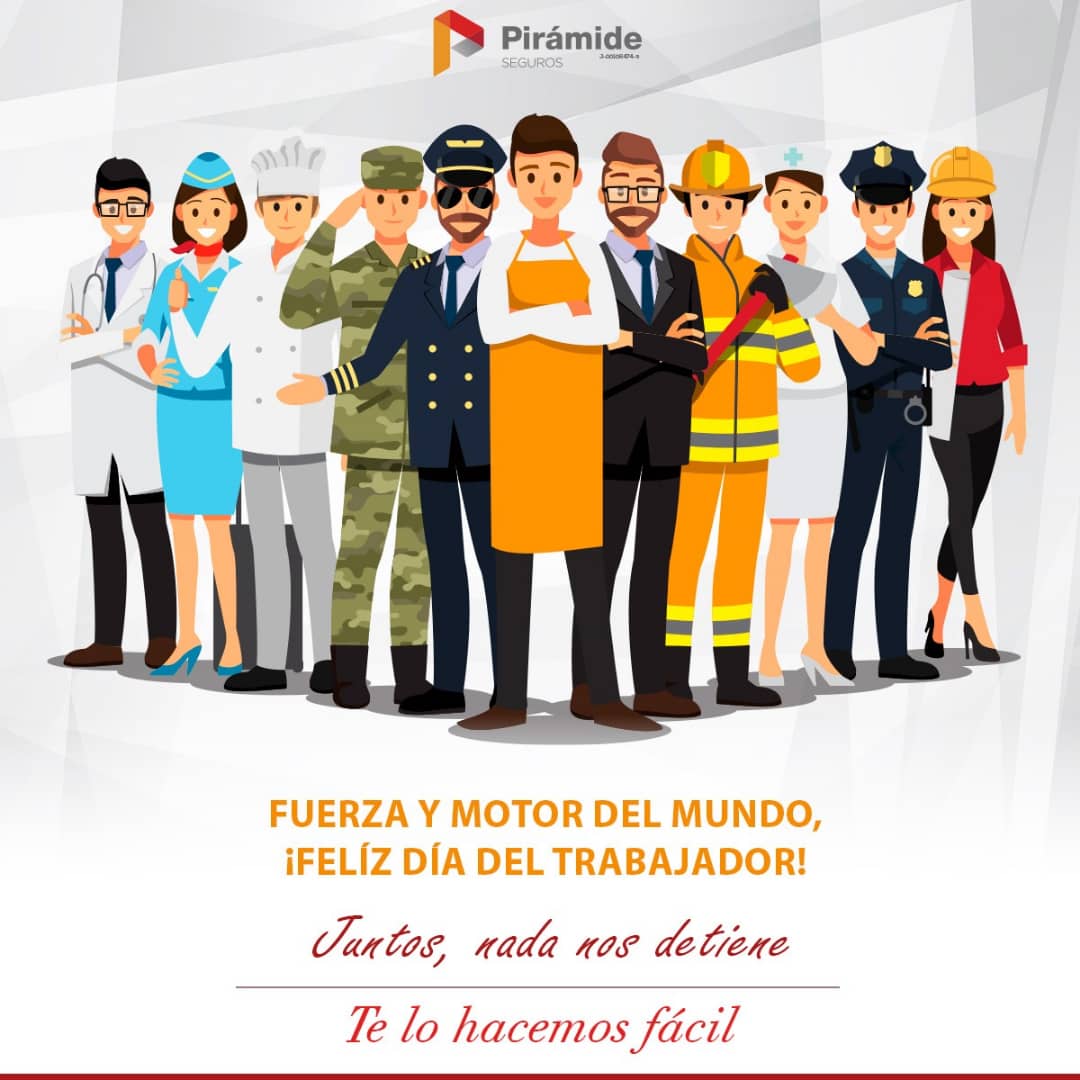 Pirámide
SEGUROS
FUERZA Y MOTOR DEL MUNDO,
¡FELÍZ DÍA DEL TRABAJADOR!
Juntos, nada nos detiene
Te lo hacemos fácil